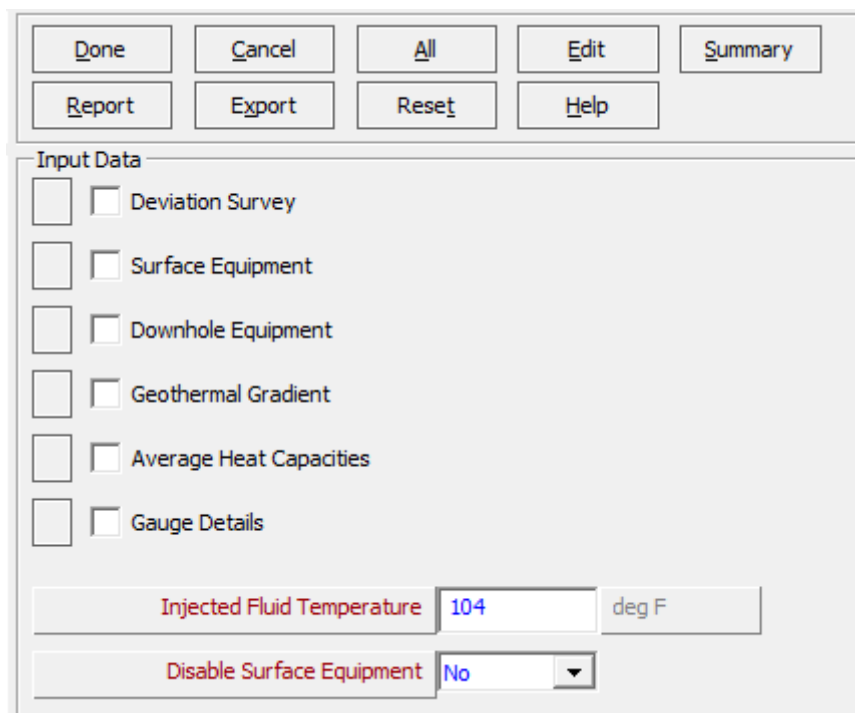 Done Cancel All Edit Summary
Report Export Reset Help
Input Data
Deviation Survey
Surface Equipment
Downhole Equipment
Geothermal Gradient
Average Heat Capacities
Gauge Details
Injected Fluid Temperature 104 deg F
Disable Surface Equipment No